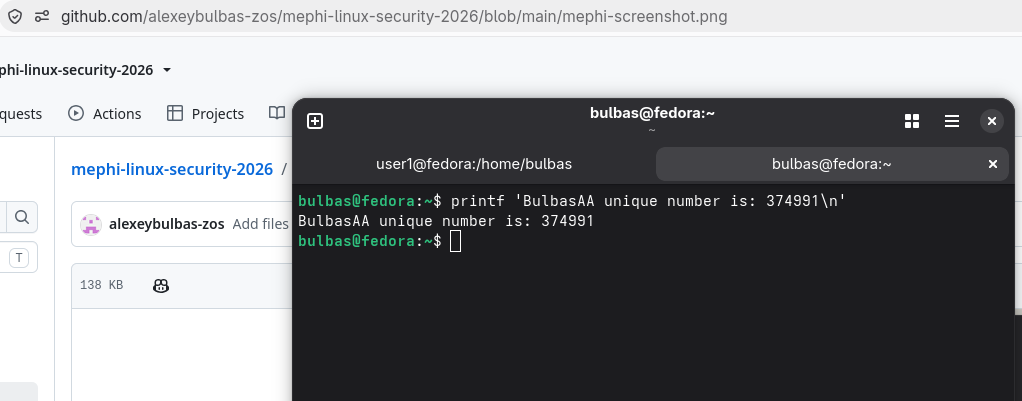 github.com/alexeybulbas-zos/mephi-linux-security-2026/blob/main/mephi-screenshot.png
phi-linux-security-2026
quests
Actions
Projects
mephi-linux-security-2026 /
alexeybulbas-zos Add files
T
138 KB
bulbas@fedora:~
~
user1@fedora:/home/bulbas
bulbas@fedora:~
bulbas@fedora:~$ printf 'BulbasAA unique number is: 374991\n'
BulbasAA unique number is: 374991
bulbas@fedora:~$